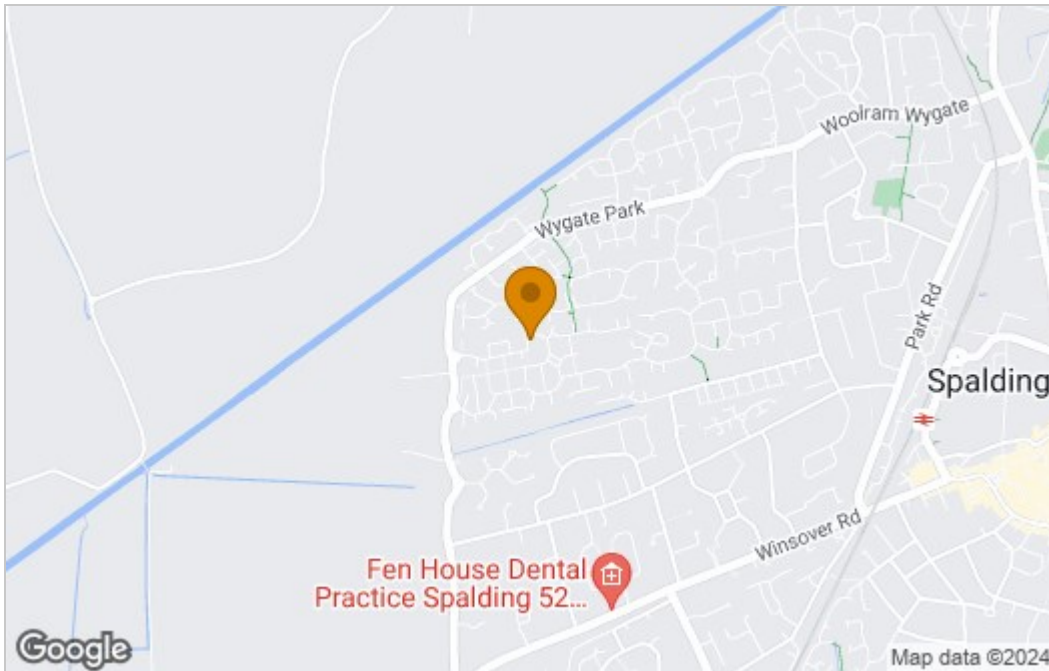 Woolram Wygate
Wygate Park
Park Rd
Spalding
Winsover Rd
Fen House Dental
Practice Spalding 52...
Google
Map data ©2024